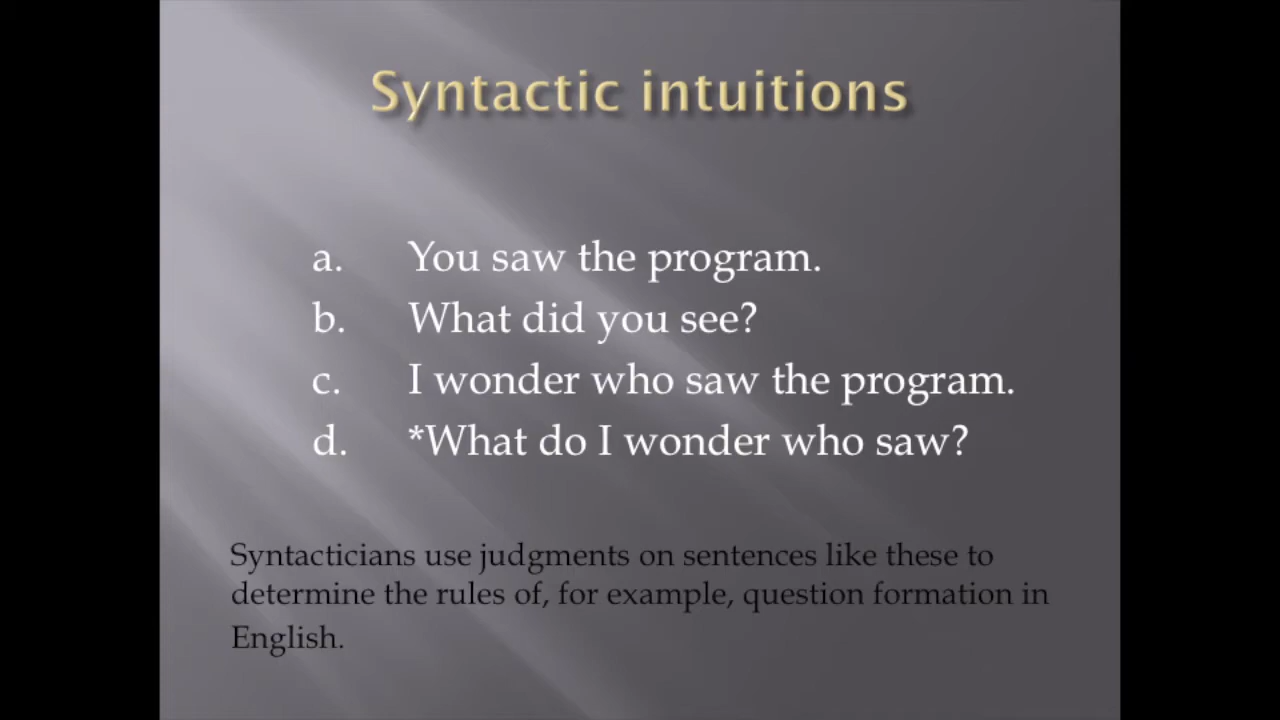 Syntactic intuitions
a. You saw the program.
b. What did you see?
c. I wonder who saw the program.
d. *What do I wonder who saw?
Syntacticians use judgments on sentences like these to
determine the rules of, for example, question formation in
English.